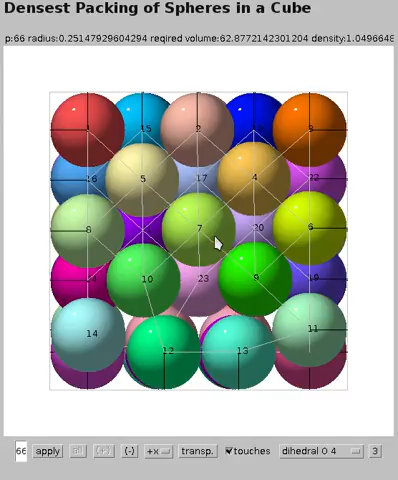 Densest Packing of Spheres in a Cube
p:66 radius:0.25147929604294 reqired volume:62.8772142301204 density:1.0496648
15 2
16 5 17 4 22
8 7 20 6
10 23 9 19
14 12 13 11
66 apply all (+) (-) +x transp. touches dihedral 0 4 3